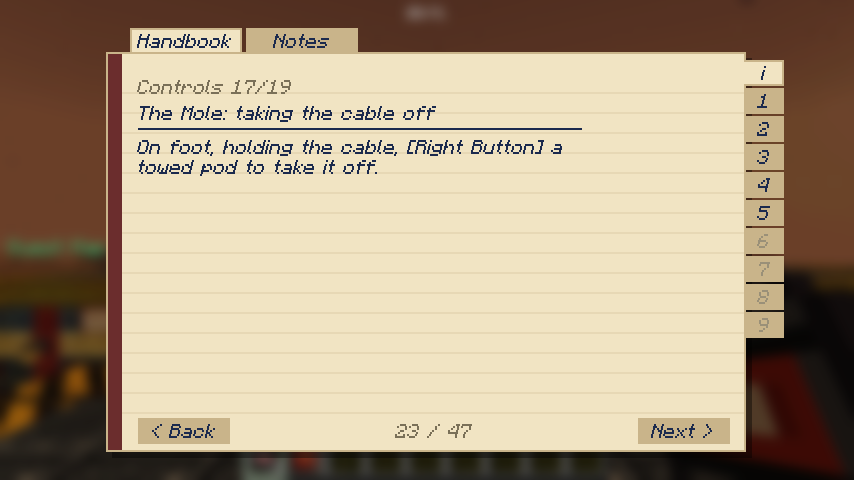 Handbook
Notes
Controls 17/19
The Mole: taking the cable off
On foot, holding the cable, [Right Button] a
towed pod to take it off.
i
1
2
3
4
5
6
7
8
9
< Back
23 / 47
Next >